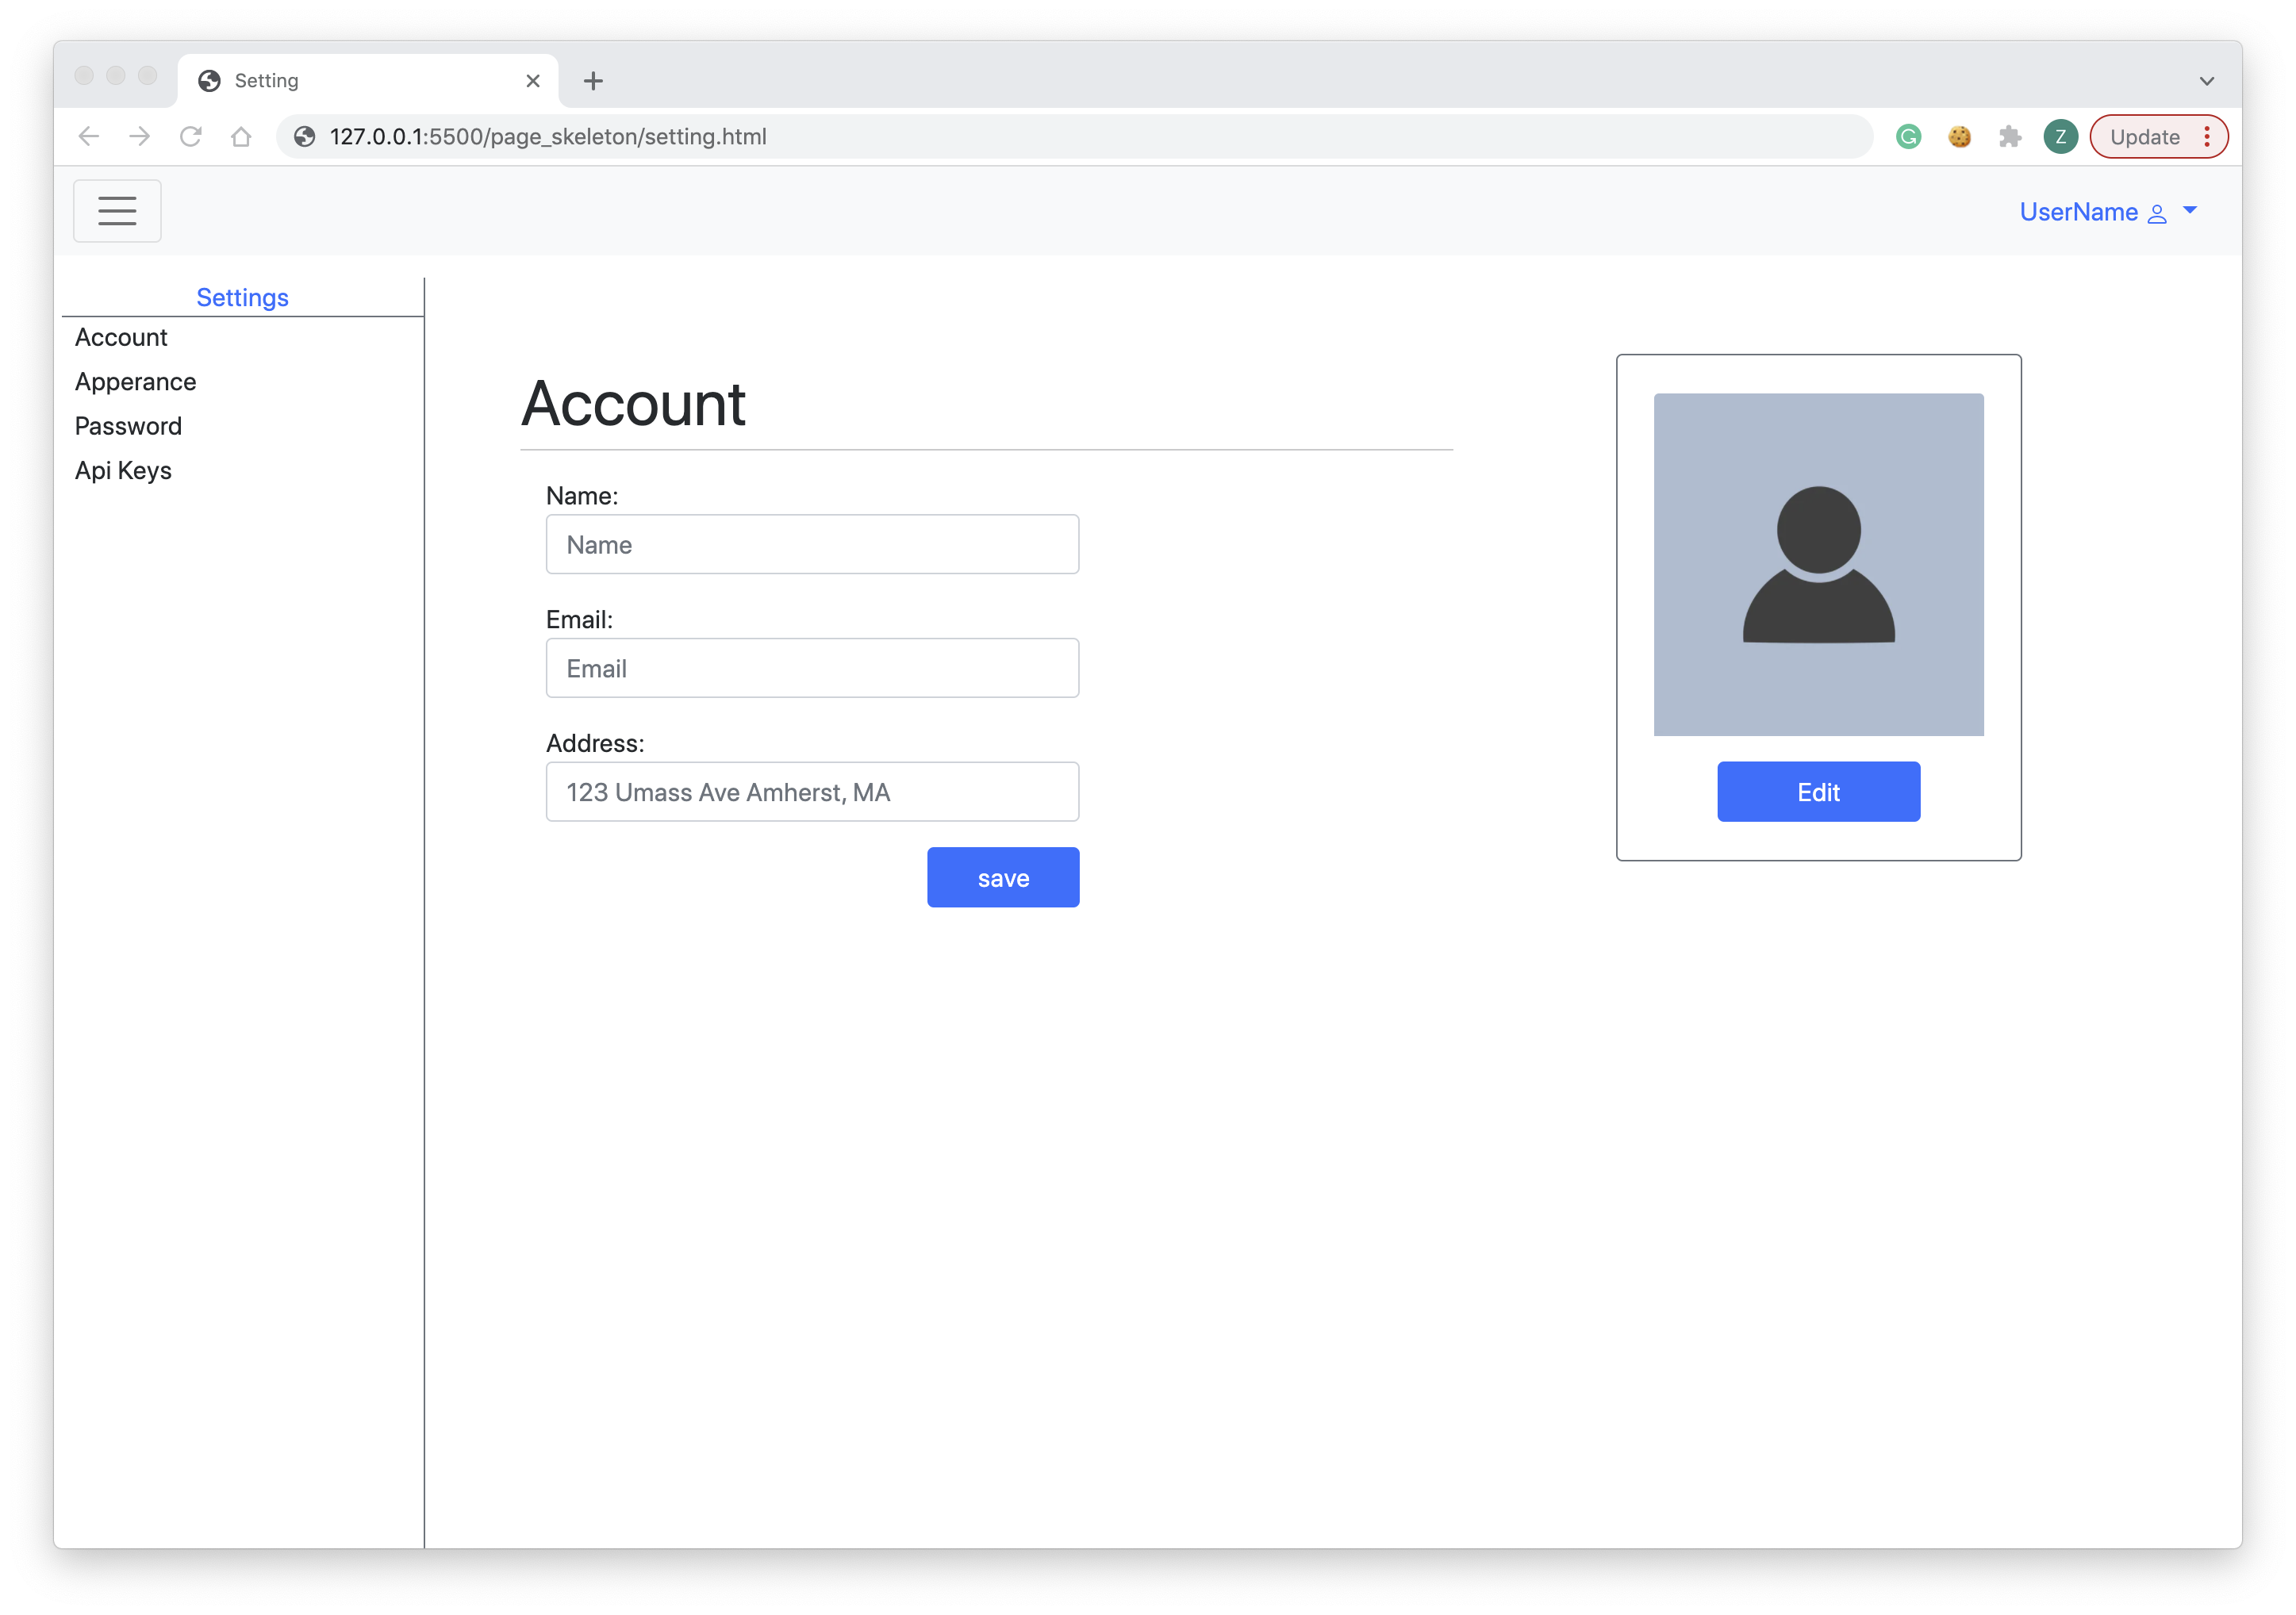 Setting
127.0.0.1:5500/page_skeleton/setting.html
Z
Update
UserName
Settings
Account
Apperance
Password
Api Keys
Account
Name:
Name
Email:
Email
Address:
123 Umass Ave Amherst, MA
save
Edit